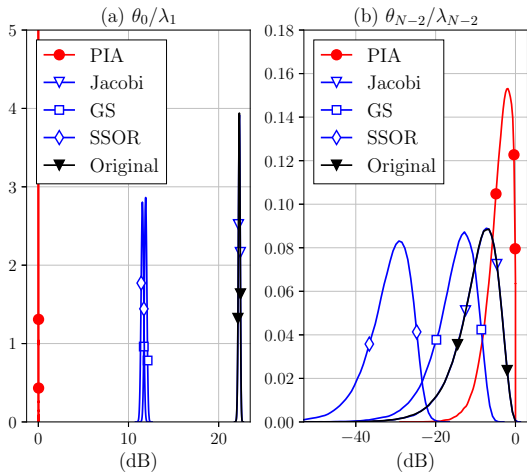 (a) θ0/λ1
(b) θN−2/λN−2
5
4
3
2
1
0
PIA
Jacobi
GS
SSOR
Original
0
10
20
(dB)
0.18
0.16
0.14
0.12
0.10
0.08
0.06
0.04
0.02
0.00
PIA
Jacobi
GS
SSOR
Original
−40
−20
0
(dB)